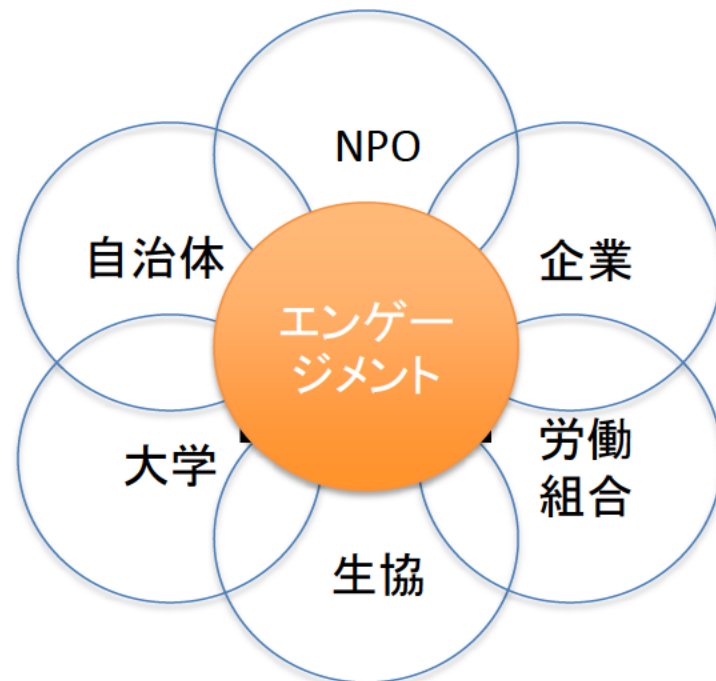 NPO
自治体
企業
エンゲー
ジメント
大学
労働
組合
生協